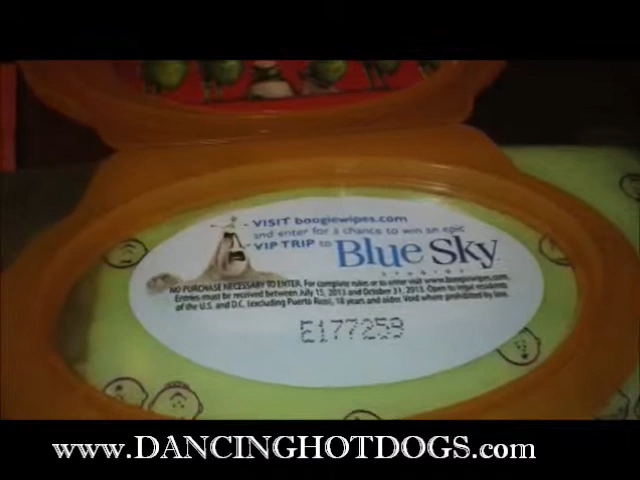 VISIT boogiewipes.com
and enter for a chance to win an epic
VIP TRIP to Blue Sky
STUDIOS
NO PURCHASE NECESSARY TO ENTER. For complete rules or to enter visit www.boogiewipes.com.
Entries must be received between July 15, 2013 and October 31, 2013. Open to legal residents
of the U.S. and D.C. (excluding Puerto Rico), 18 years and older. Void where prohibited by law.
E177259
www.DANCINGHOTDOGS.com